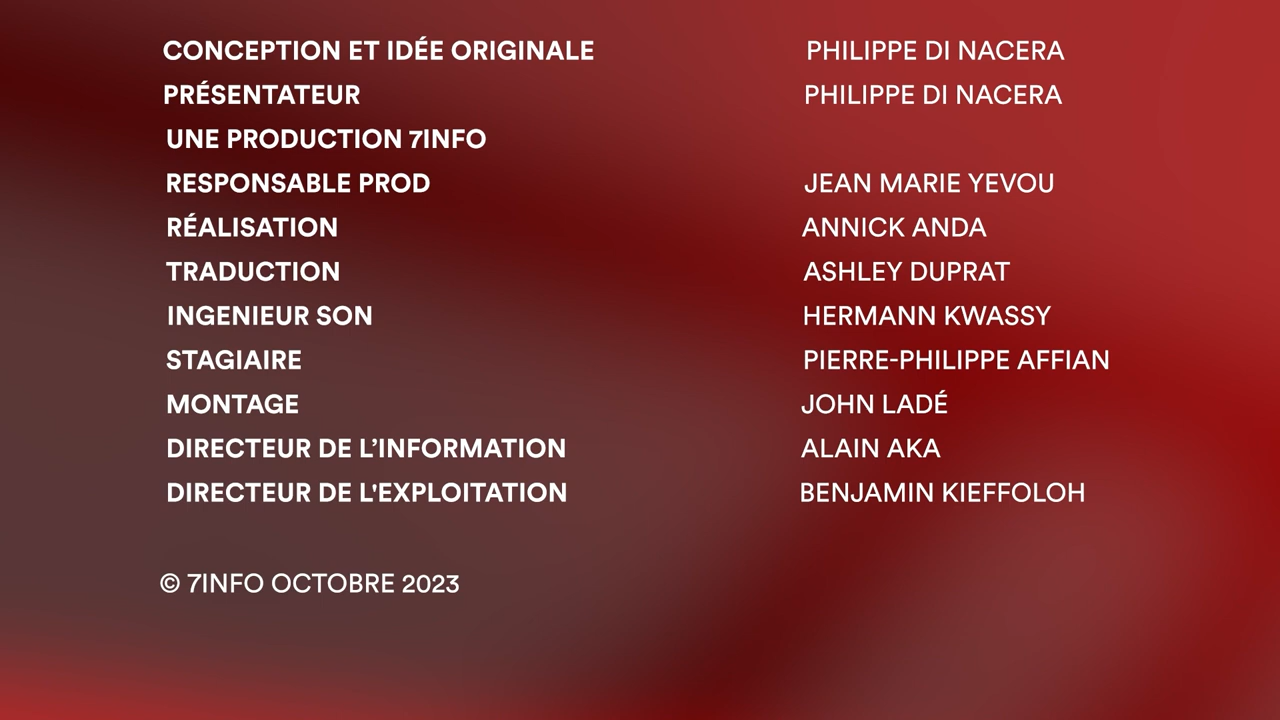 CONCEPTION ET IDÉE ORIGINALE PHILIPPE DI NACERA
PRÉSENTATEUR PHILIPPE DI NACERA
UNE PRODUCTION 7INFO
RESPONSABLE PROD JEAN MARIE YEVOU
RÉALISATION ANNICK ANDA
TRADUCTION ASHLEY DUPRAT
INGENIEUR SON HERMANN KWASSY
STAGIAIRE PIERRE-PHILIPPE AFFIAN
MONTAGE JOHN LADÉ
DIRECTEUR DE L’INFORMATION ALAIN AKA
DIRECTEUR DE L'EXPLOITATION BENJAMIN KIEFFOLOH
© 7INFO OCTOBRE 2023